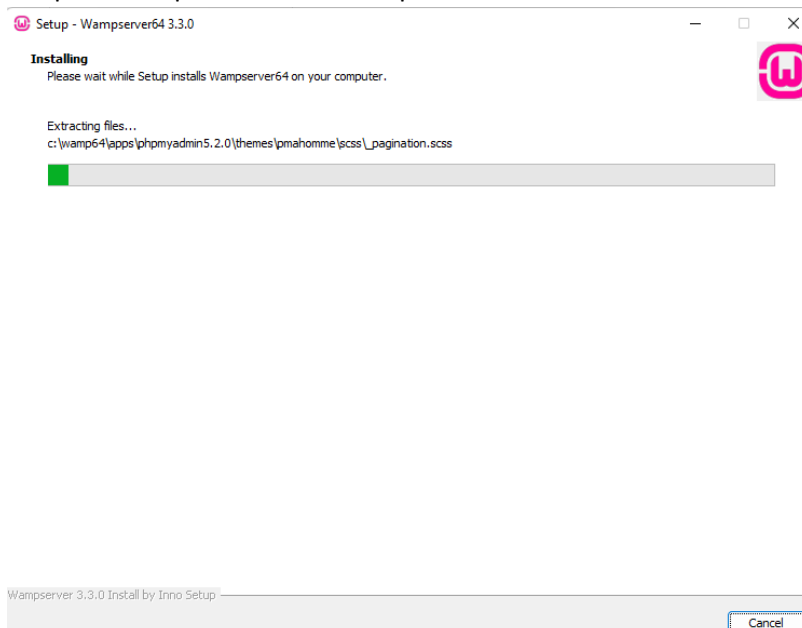 Setup - Wampserver64 3.3.0
Installing
Please wait while Setup installs Wampserver64 on your computer.
Extracting files...
c:\wamp64\apps\phpmyadmin5.2.0\themes\pmahomme\scss\_pagination.scss
Wampserver 3.3.0 Install by Inno Setup
Cancel